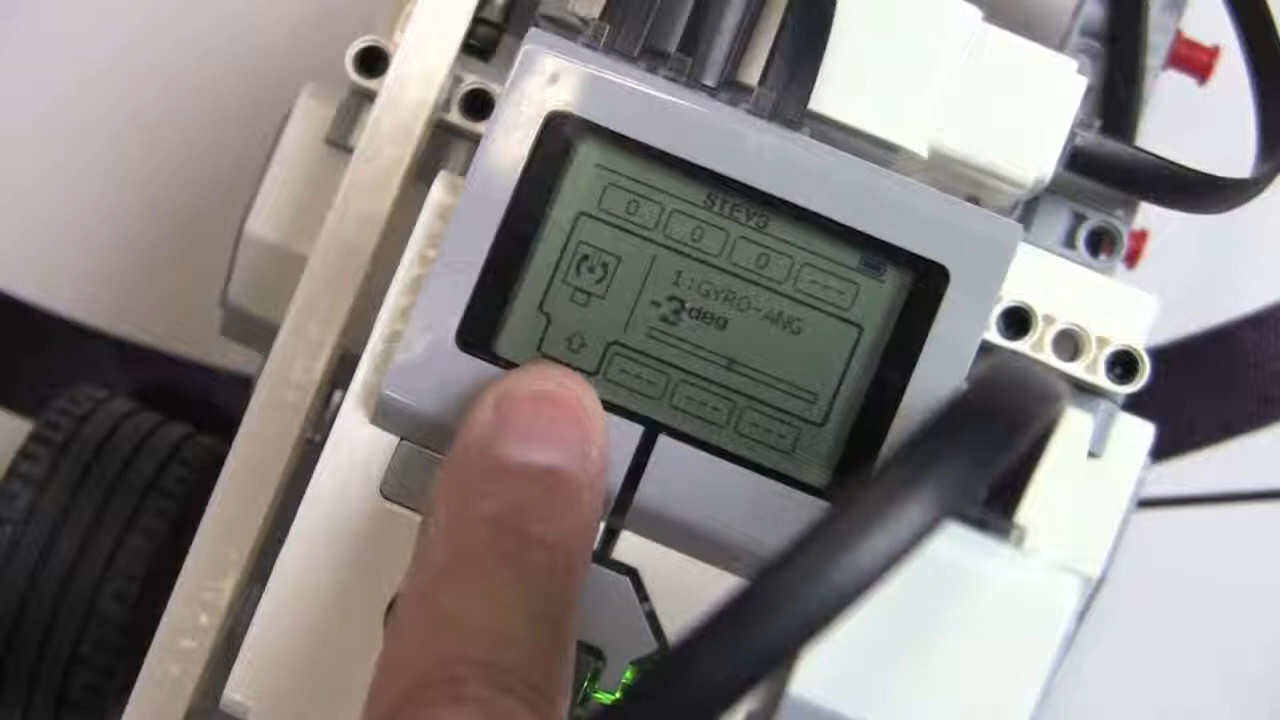 STEV3
0 0 0 ---
1:GYRO-ANG
deg
--- --- ---